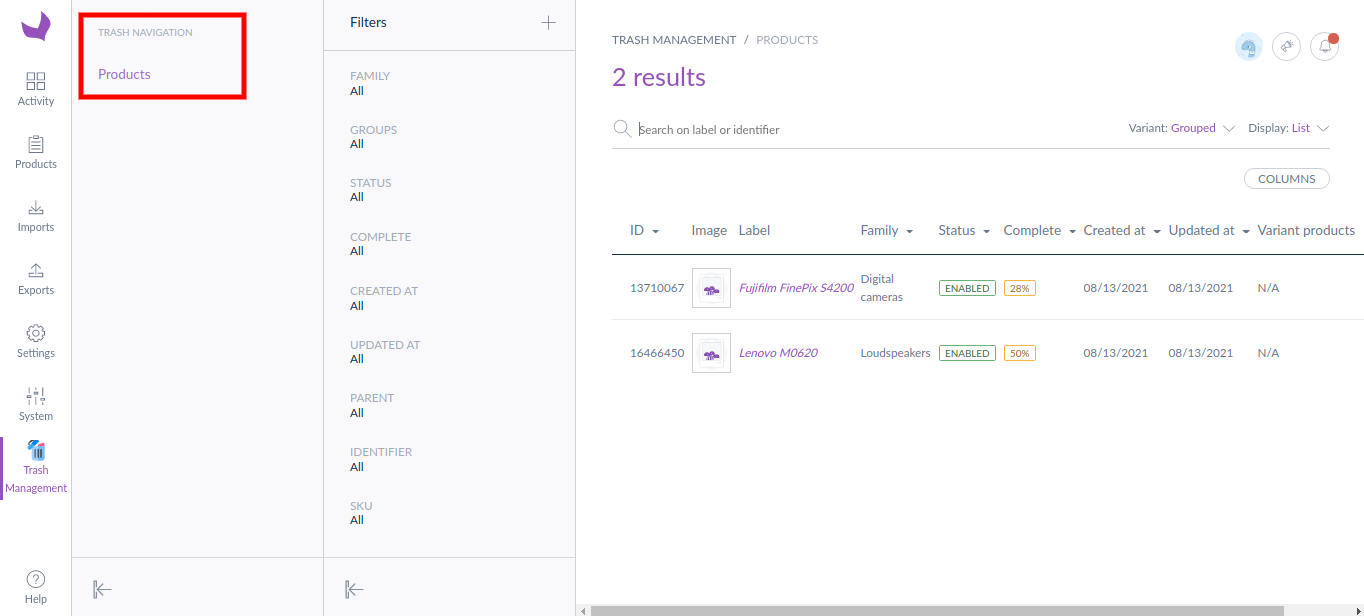 Activity
Products
Imports
Exports
Settings
System
Trash
Management
Help
TRASH NAVIGATION
Products
Filters
FAMILY
All
GROUPS
All
STATUS
All
COMPLETE
All
CREATED AT
All
UPDATED AT
All
PARENT
All
IDENTIFIER
All
SKU
All
TRASH MANAGEMENT / PRODUCTS
2 results
Search on label or identifier
Variant: Grouped Display: List
COLUMNS
ID Image Label Family Status Complete Created at Updated at Variant products
13710067 Fujifilm FinePix S4200 Digital cameras ENABLED 28% 08/13/2021 08/13/2021 N/A
16466450 Lenovo M0620 Loudspeakers ENABLED 50% 08/13/2021 08/13/2021 N/A